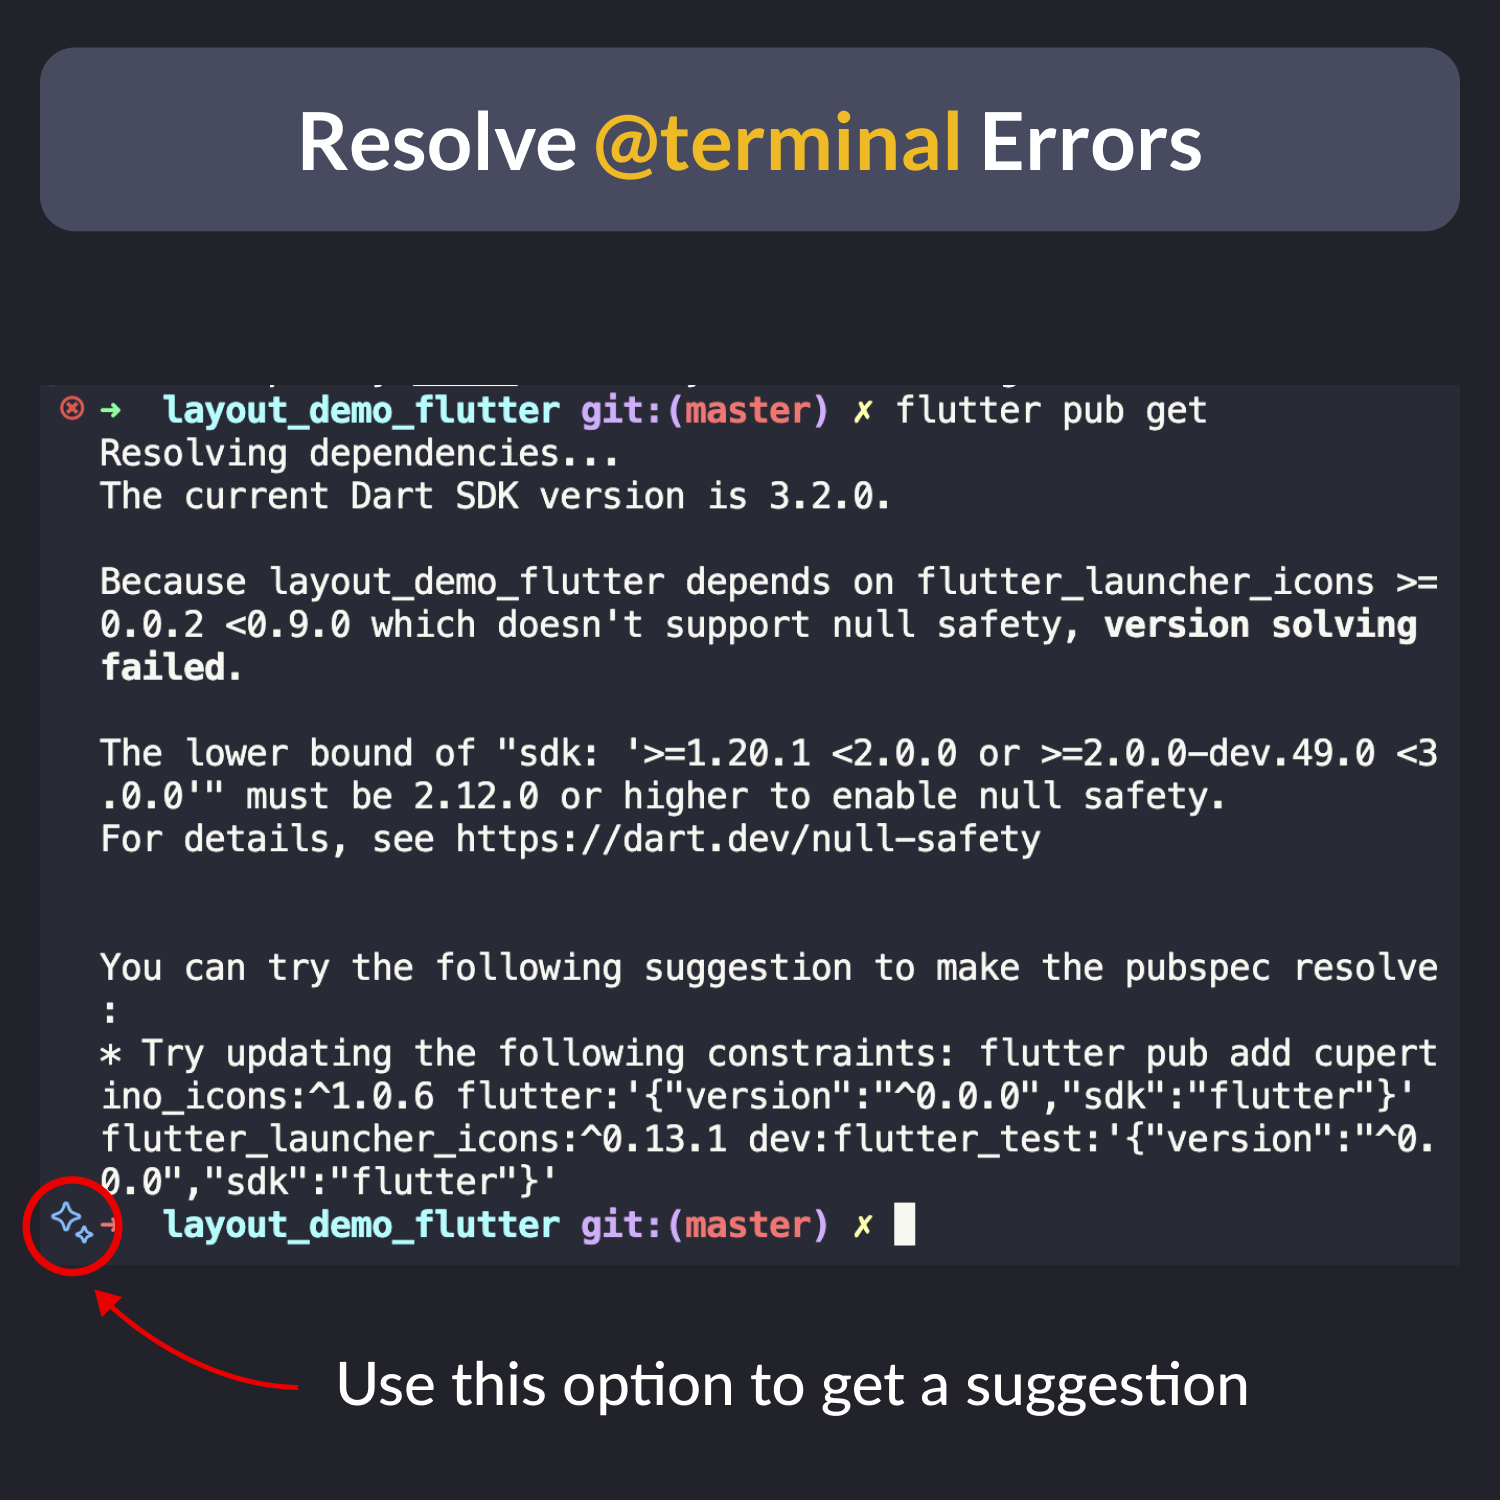 Resolve @terminal Errors
➜ layout_demo_flutter git:(master) ✗ flutter pub get
Resolving dependencies...
The current Dart SDK version is 3.2.0.
Because layout_demo_flutter depends on flutter_launcher_icons >=
0.0.2 <0.9.0 which doesn't support null safety, version solving
failed.
The lower bound of "sdk: '>=1.20.1 <2.0.0 or >=2.0.0-dev.49.0 <3
.0.0'" must be 2.12.0 or higher to enable null safety.
For details, see https://dart.dev/null-safety
You can try the following suggestion to make the pubspec resolve
:
* Try updating the following constraints: flutter pub add cupert
ino_icons:^1.0.6 flutter:'{"version":"^0.0.0","sdk":"flutter"}'
flutter_launcher_icons:^0.13.1 dev:flutter_test:'{"version":"^0.
0.0","sdk":"flutter"}'
➜ layout_demo_flutter git:(master) ✗
Use this option to get a suggestion